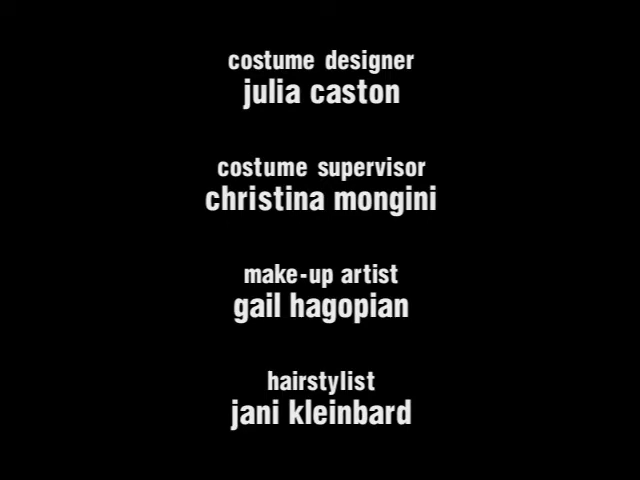 costume designer
julia caston
costume supervisor
christina mongini
make-up artist
gail hagopian
hairstylist
jani kleinbard